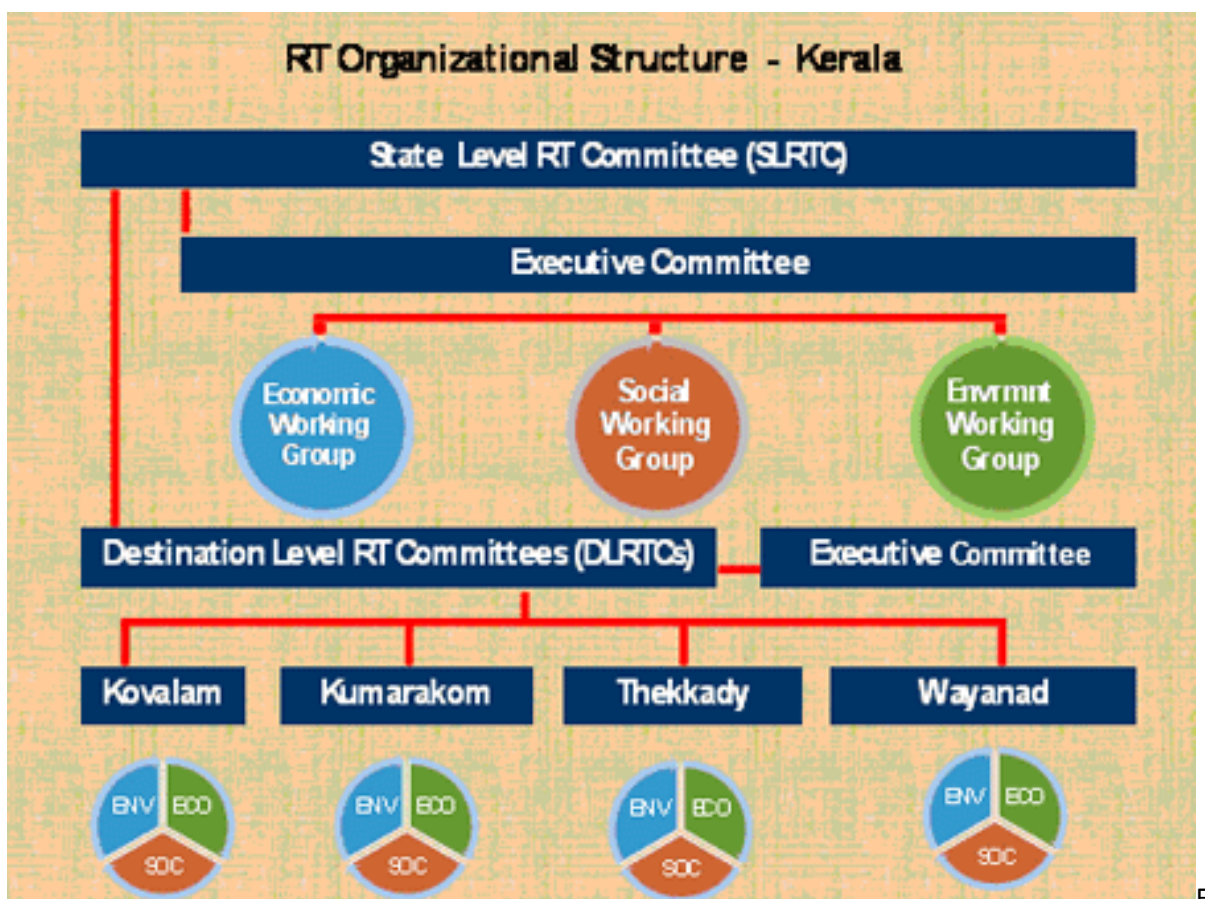 RT Organizational Structure - Kerala
State Level RT Committee (SLRTC)
Executive Committee
Economic
Working
Group
Social
Working
Group
Envrmnt
Working
Group
Destination Level RT Committees (DLRTCs)
Executive Committee
Kovalam
Kumarakom
Thekkady
Wayanad
ENV ECO
SOC
ENV ECO
SOC
ENV ECO
SOC
ENV ECO
SOC